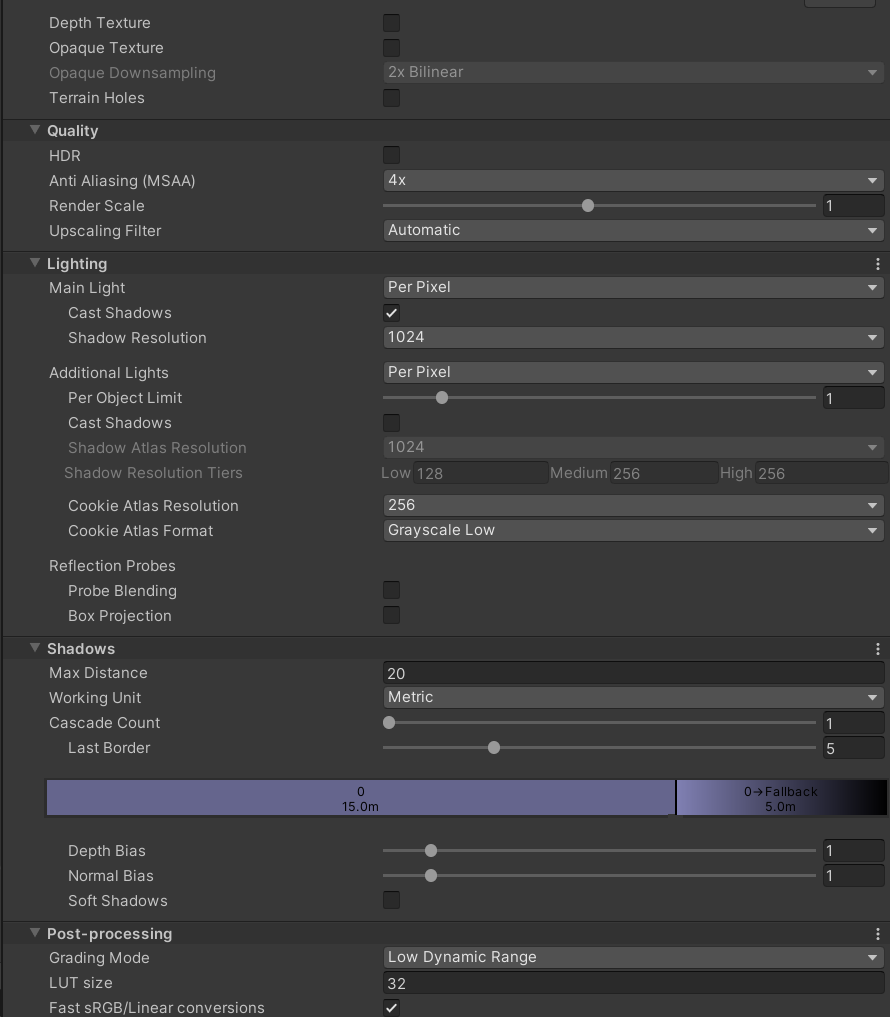 Depth Texture
Opaque Texture
Opaque Downsampling 2x Bilinear
Terrain Holes
Quality
HDR
Anti Aliasing (MSAA) 4x
Render Scale 1
Upscaling Filter Automatic
Lighting
Main Light Per Pixel
Cast Shadows
Shadow Resolution 1024
Additional Lights Per Pixel
Per Object Limit 1
Cast Shadows
Shadow Atlas Resolution 1024
Shadow Resolution Tiers Low 128 Medium 256 High 256
Cookie Atlas Resolution 256
Cookie Atlas Format Grayscale Low
Reflection Probes
Probe Blending
Box Projection
Shadows
Max Distance 20
Working Unit Metric
Cascade Count 1
Last Border 5
0 0→Fallback
15.0m 5.0m
Depth Bias 1
Normal Bias 1
Soft Shadows
Post-processing
Grading Mode Low Dynamic Range
LUT size 32
Fast sRGB/Linear conversions